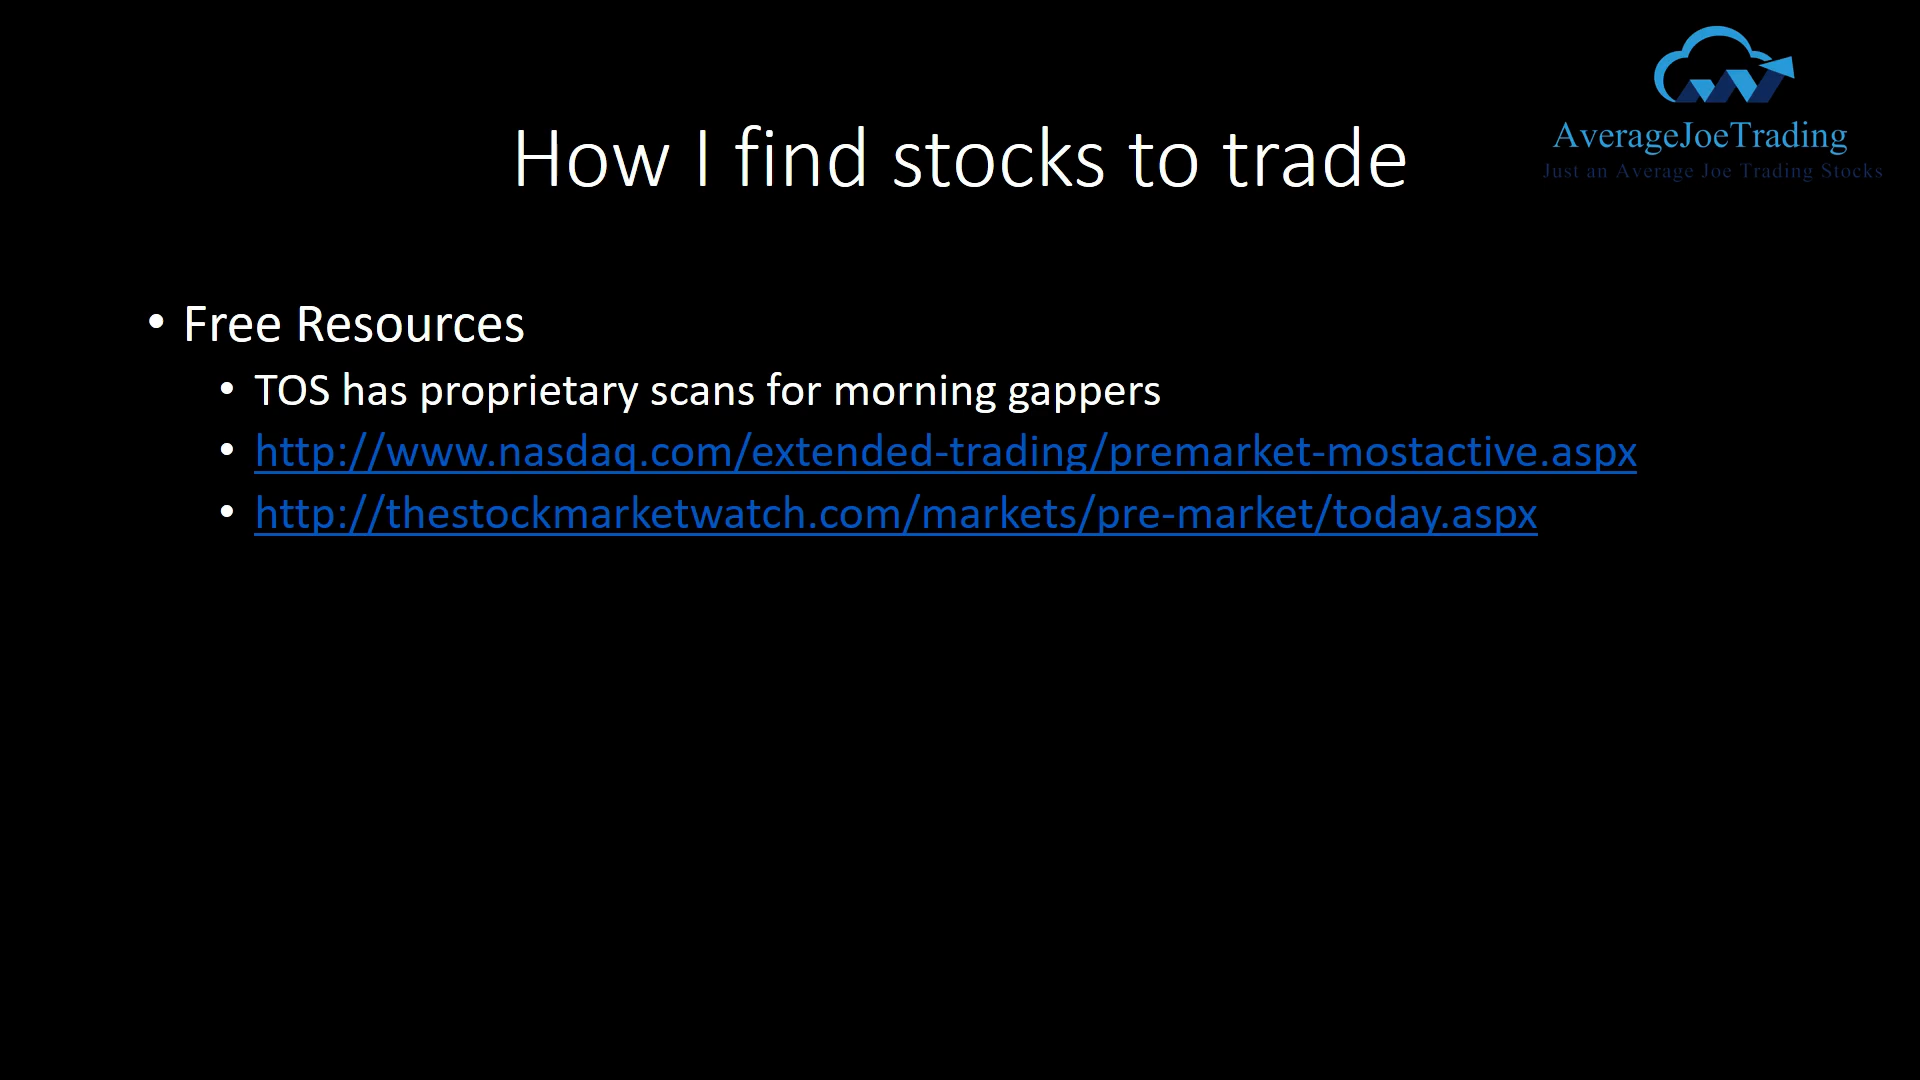 AverageJoeTrading
Just an Average Joe Trading Stocks
How I find stocks to trade
• Free Resources
• TOS has proprietary scans for morning gappers
• http://www.nasdaq.com/extended-trading/premarket-mostactive.aspx
• http://thestockmarketwatch.com/markets/pre-market/today.aspx